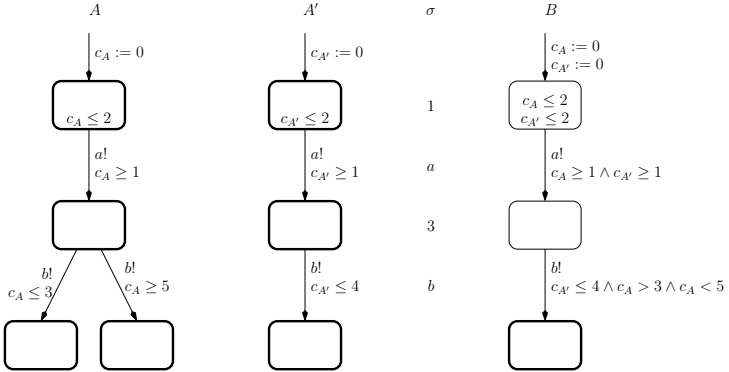 A A′ σ B
c_A := 0 c_A′ := 0 c_A := 0
c_A′ := 0
c_A ≤ 2 c_A′ ≤ 2 1 c_A ≤ 2
c_A′ ≤ 2
a! a! a a!
c_A ≥ 1 c_A′ ≥ 1 c_A ≥ 1 ∧ c_A′ ≥ 1
3
b! b! b! b!
c_A ≤ 3 c_A ≥ 5 c_A′ ≤ 4 b c_A′ ≤ 4 ∧ c_A > 3 ∧ c_A < 5